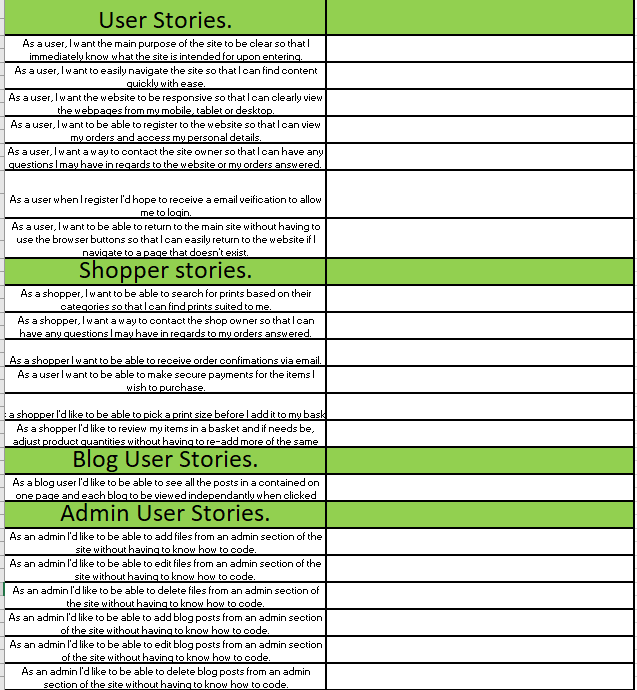 User Stories.
As a user, I want the main purpose of the site to be clear so that I
immediately know what the site is intended for upon entering.
As a user, I want to easily navigate the site so that I can find content
quickly with ease.
As a user, I want the website to be responsive so that I can clearly view
the webpages from my mobile, tablet or desktop.
As a user, I want to be able to register to the website so that I can view
my orders and access my personal details.
As a user, I want a way to contact the site owner so that I can have any
questions I may have in regards to the website or my orders answered.
As a user when I register I'd hope to receive a email veification to allow
me to login.
As a user, I want to be able to return to the main site without having to
use the browser buttons so that I can easily return to the website if I
navigate to a page that doesn't exist.
Shopper stories.
As a shopper, I want to be able to search for prints based on their
categories so that I can find prints suited to me.
As a shopper, I want a way to contact the shop owner so that I can
have any questions I may have in regards to my orders answered.
As a shopper I want to be able to receive order confimations via email.
As a user I want to be able to make secure payments for the items I
wish to purchase.
a shopper I'd like to be able to pick a print size before I add it to my bask
As a shopper I'd like to review my items in a basket and if needs be,
adjust product quantities without having to re-add more of the same
Blog User Stories.
As a blog user I'd like to be able to see all the posts in a contained on
one page and each blog to be viewed independantly when clicked
Admin User Stories.
As an admin I'd like to be able to add files from an admin section of the
site without having to know how to code.
As an admin I'd like to be able to edit files from an admin section of the
site without having to know how to code.
As an admin I'd like to be able to delete files from an admin section of
the site without having to know how to code.
As an admin I'd like to be able to add blog posts from an admin section
of the site without having to know how to code.
As an admin I'd like to be able to edit blog posts from an admin section
of the site without having to know how to code.
As an admin I'd like to be able to delete blog posts from an admin
section of the site without having to know how to code.